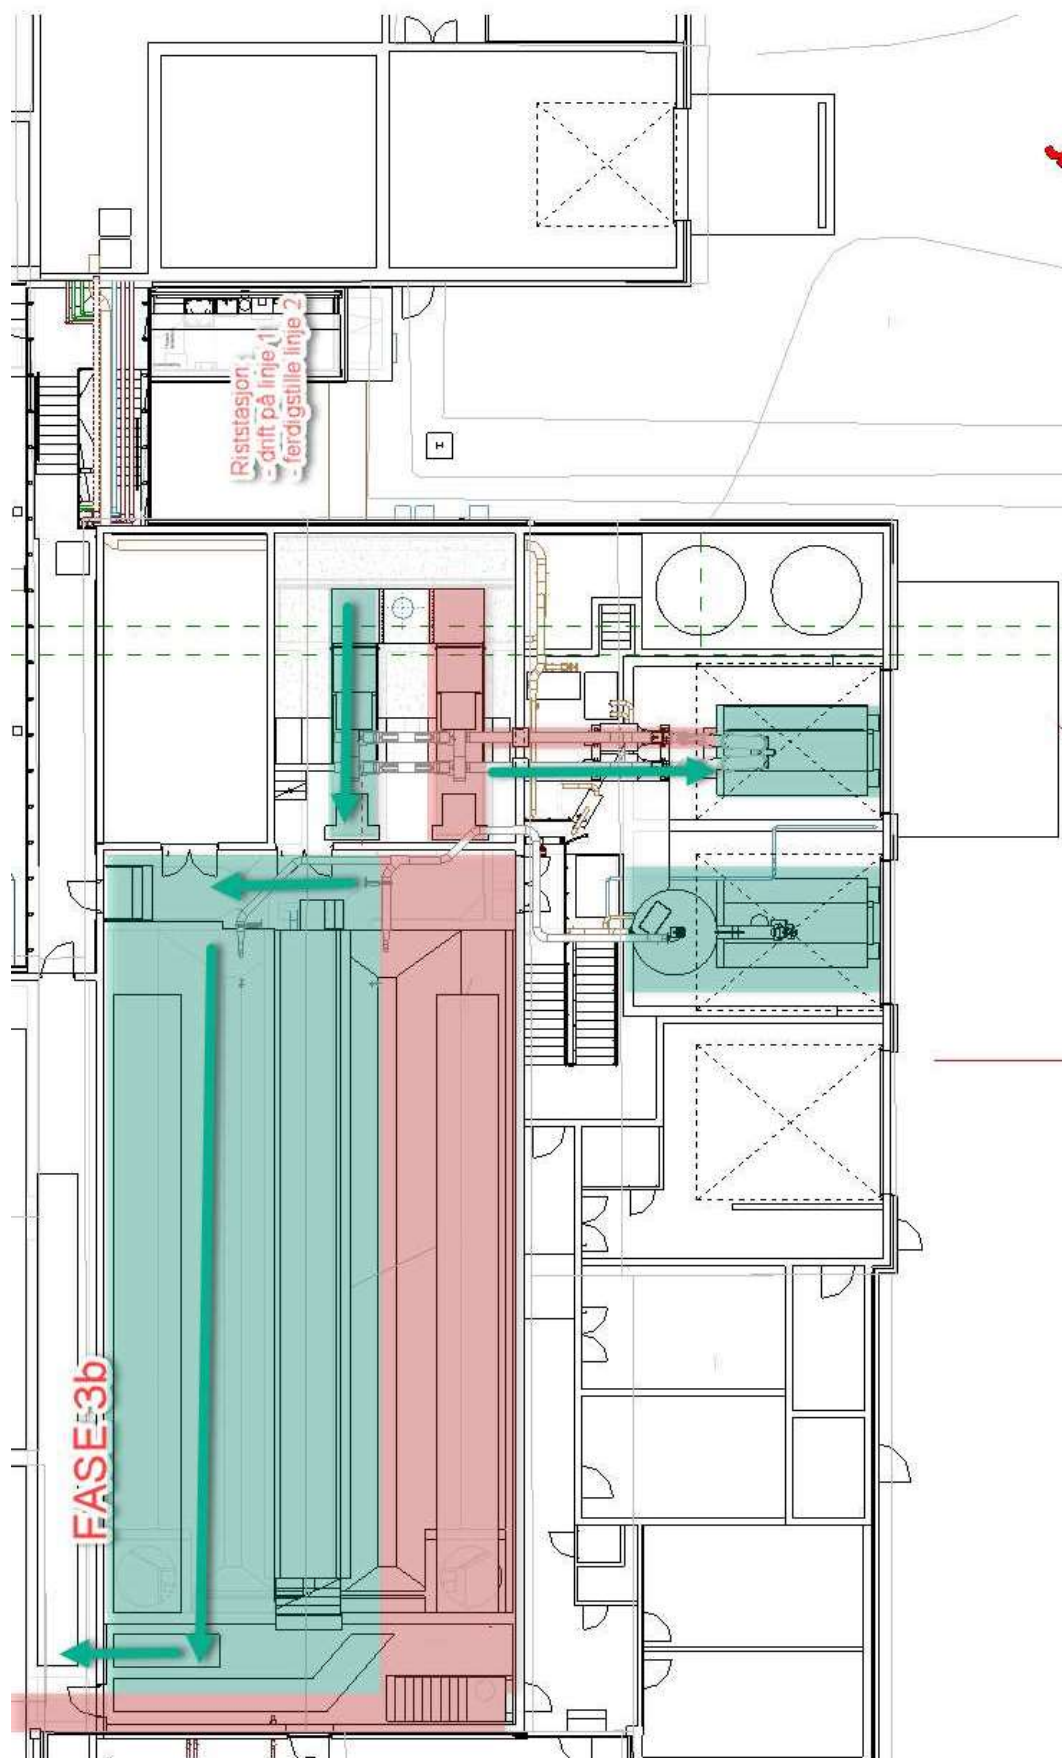 Riststasjon
- drift på linje 1
- ferdigstille linje 2
H
FASE 3b